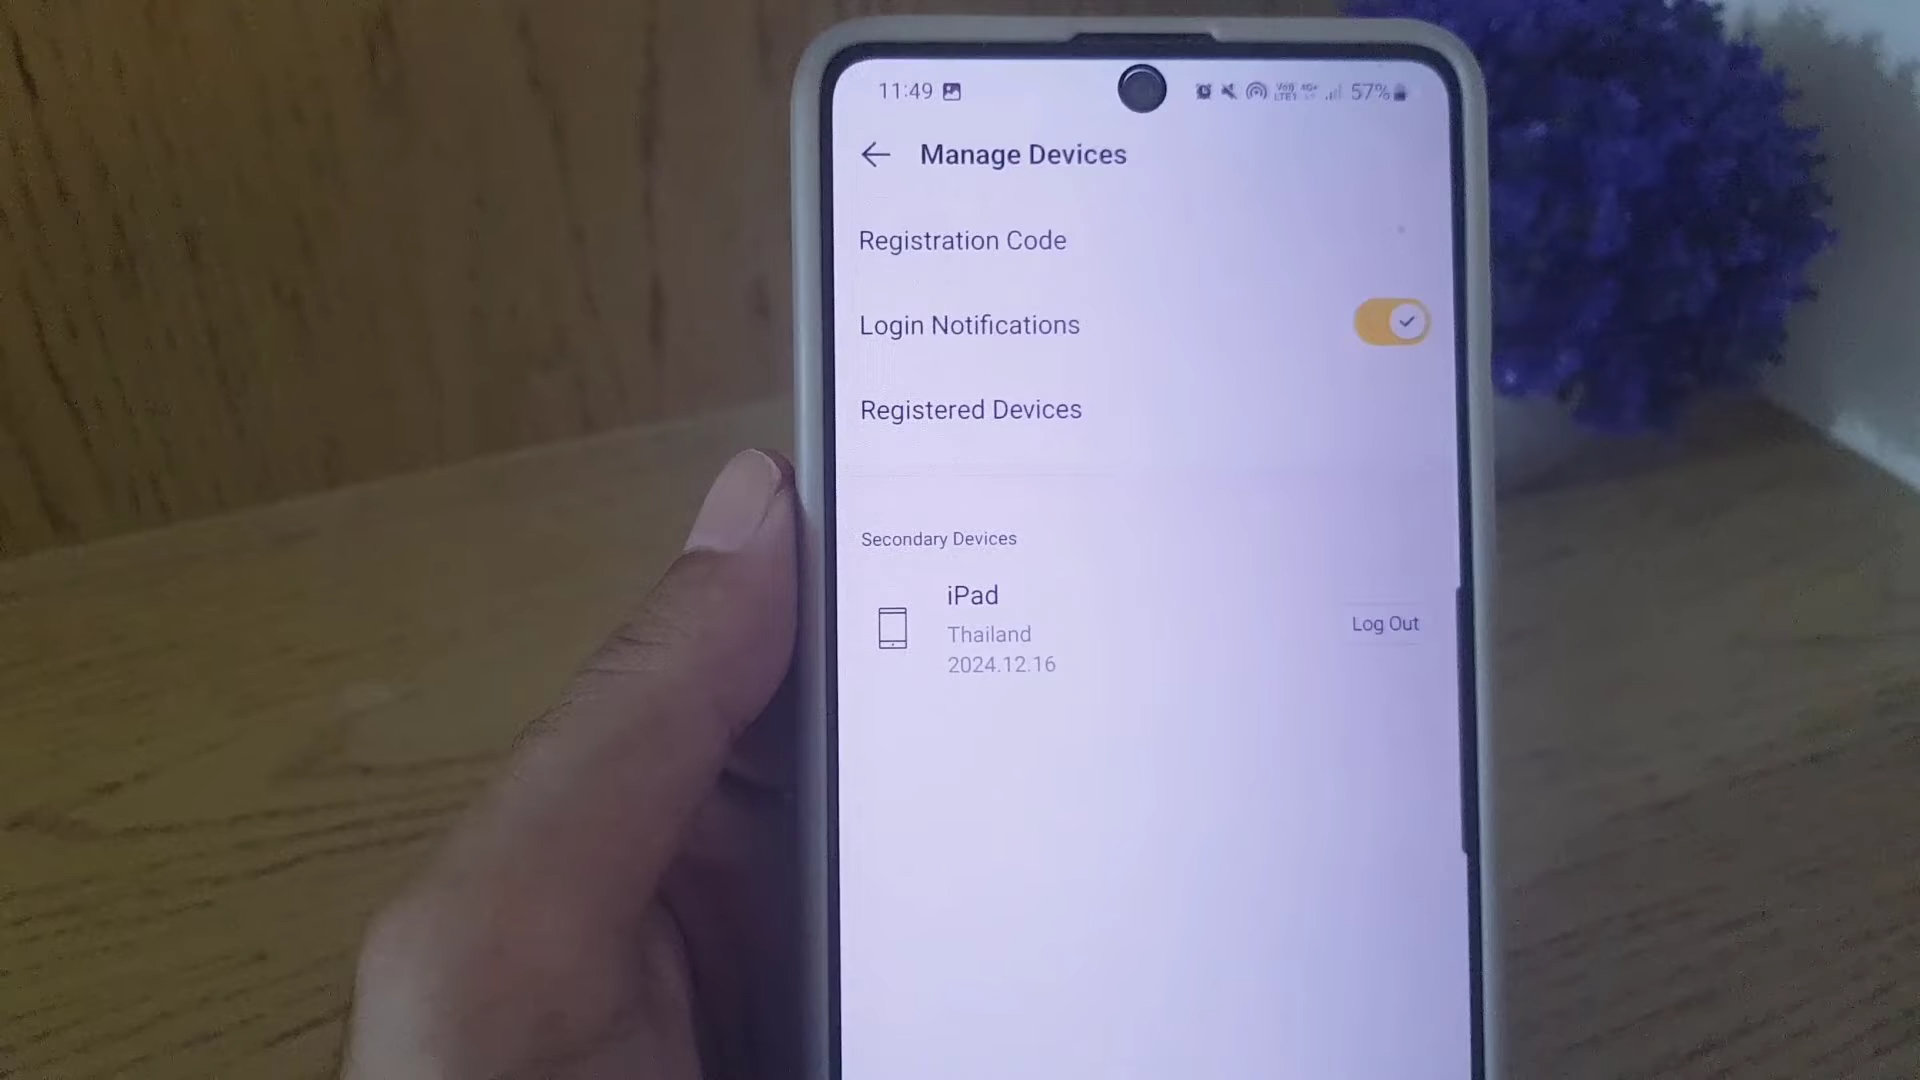 11:49 57%
Manage Devices
Registration Code
Login Notifications
Registered Devices
Secondary Devices
iPad
Thailand
2024.12.16
Log Out